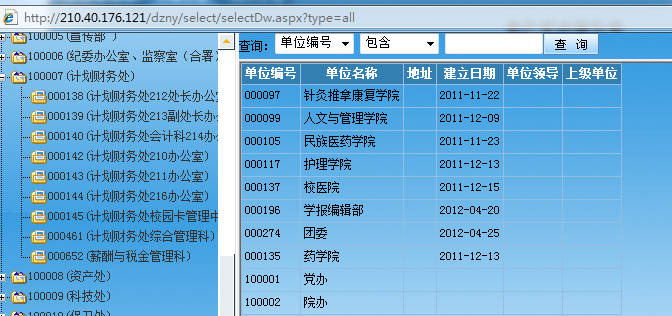 http://210.40.176.121/dzny/select/selectDw.aspx?type=all
100005(宣传部 )
100006(纪委办公室、监察室（合署）
100007(计划财务处)
000138(计划财务处212处长办公
000139(计划财务处213副处长办
000140(计划财务处会计科214办
000142(计划财务处210办公室)
000143(计划财务处211办公室)
000144(计划财务处216办公室)
000145(计划财务处校园卡管理中
000461(计划财务处综合管理科)
000652(薪酬与税金管理科)
100008(资产处)
100009(科技处)
100010(保卫处)
查询: 单位编号 包含 查 询
单位编号 单位名称 地址 建立日期 单位领导 上级单位
000097 针灸推拿康复学院 2011-11-22
000099 人文与管理学院 2011-12-09
000105 民族医药学院 2011-11-23
000117 护理学院 2011-12-13
000137 校医院 2011-12-15
000196 学报编辑部 2012-04-20
000274 团委 2012-04-25
000135 药学院 2011-12-13
100001 党办
100002 院办